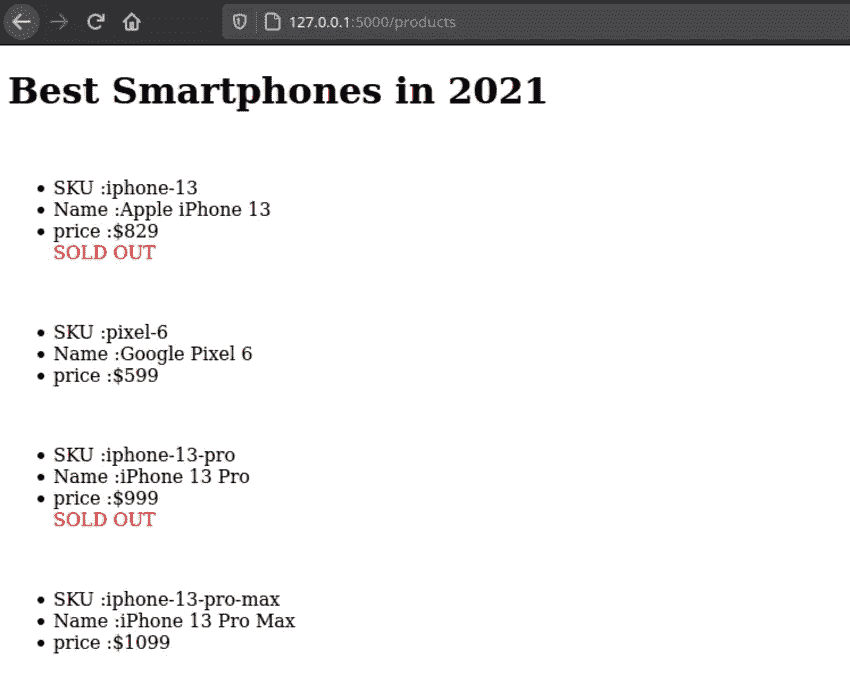 127.0.0.1:5000/products
Best Smartphones in 2021
SKU :iphone-13
Name :Apple iPhone 13
price :$829
SOLD OUT
SKU :pixel-6
Name :Google Pixel 6
price :$599
SKU :iphone-13-pro
Name :iPhone 13 Pro
price :$999
SOLD OUT
SKU :iphone-13-pro-max
Name :iPhone 13 Pro Max
price :$1099